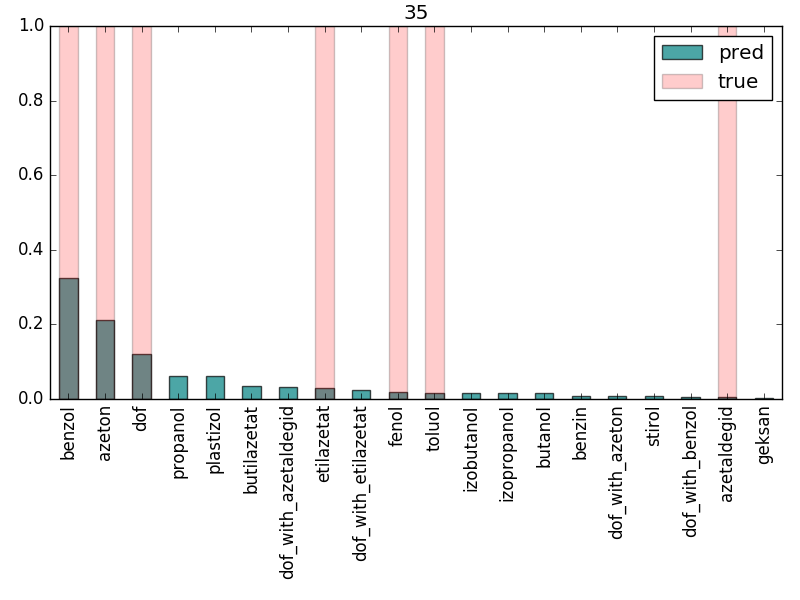 35
1.0
0.8
0.6
0.4
0.2
0.0
pred
true
benzol
azeton
dof
propanol
plastizol
butilazetat
dof_with_azetaldegid
etilazetat
dof_with_etilazetat
fenol
toluol
izobutanol
izopropanol
butanol
benzin
dof_with_azeton
stirol
dof_with_benzol
azetaldegid
geksan